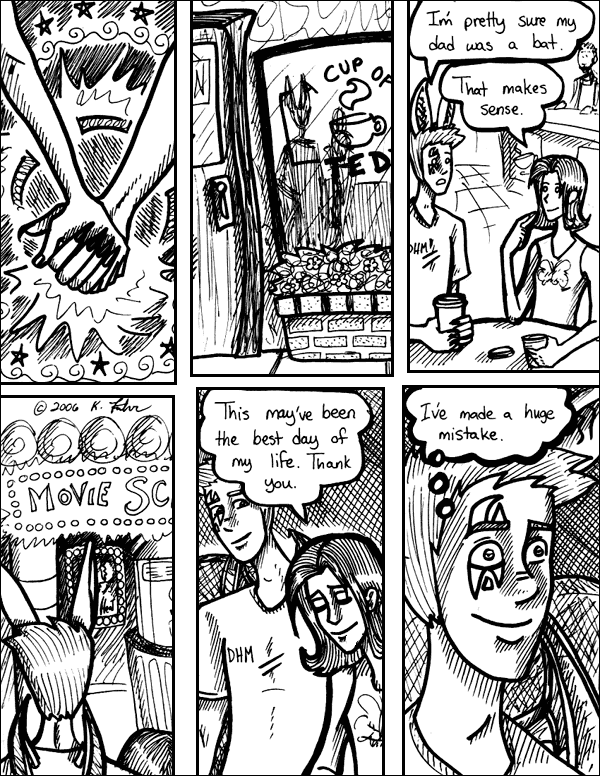 CUP OF
TED
I'm pretty sure my
dad was a bat.
That makes
sense.
DHM
© 2006 K.
MOVIE SC
This may've been
the best day of
my life. Thank
you.
DHM
I've made a huge
mistake.